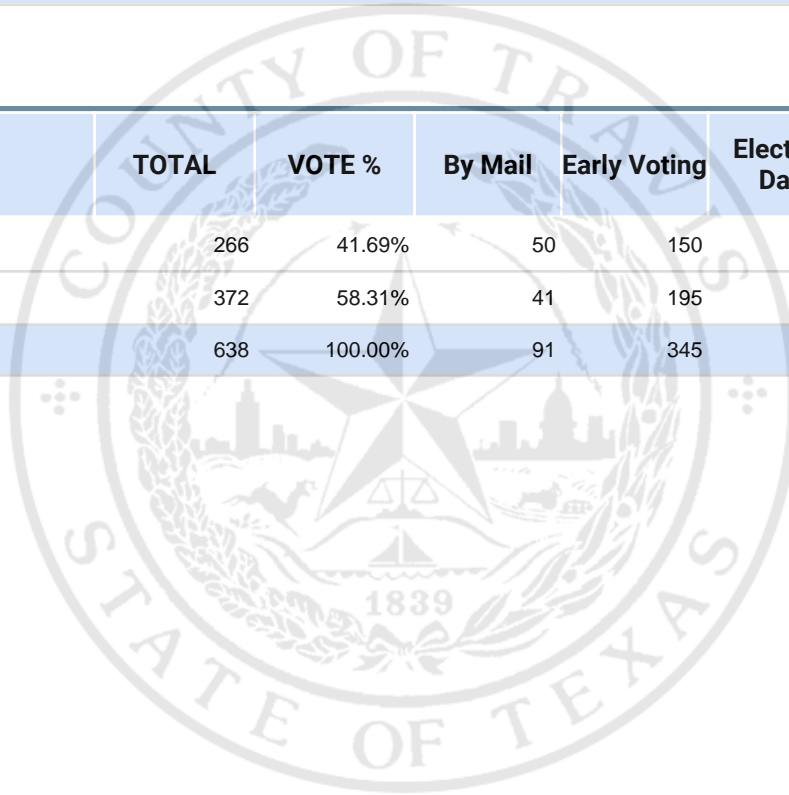 COUNTY OF TRAVIS
TOTAL VOTE % By Mail Early Voting
266 41.69% 50 150
372 58.31% 41 195
638 100.00% 91 345
1839
STATE OF TEXAS